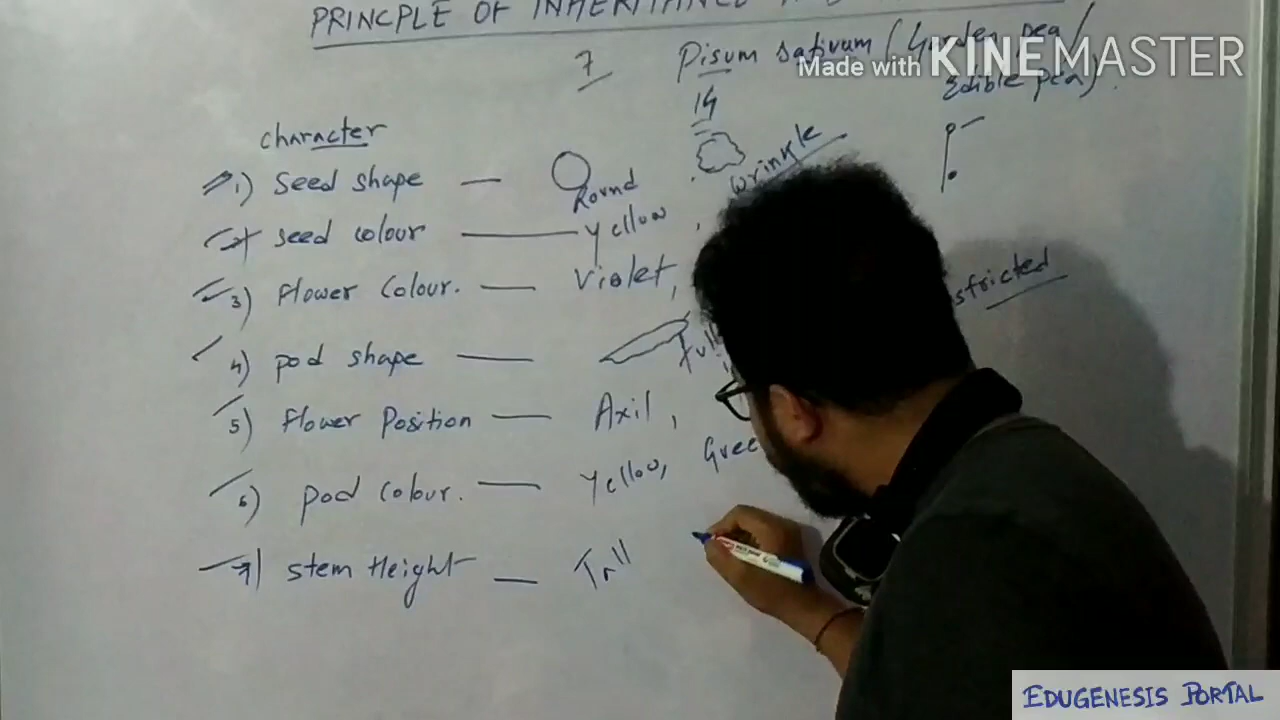 PRINCPLE OF INHERITANCE
7 Pisum sativum (Garden pea/
Edible pea).
14
Made with KINEMASTER
character
1) Seed shape — Round, wrinkle
2) seed colour — Yellow,
3) Flower Colour. — Violet,
stricted
4) pod shape — Full
5) Flower Position — Axil,
6) pod colour. — Yellow, Gree
7) stem Height — Tall
EDUGENESIS PORTAL